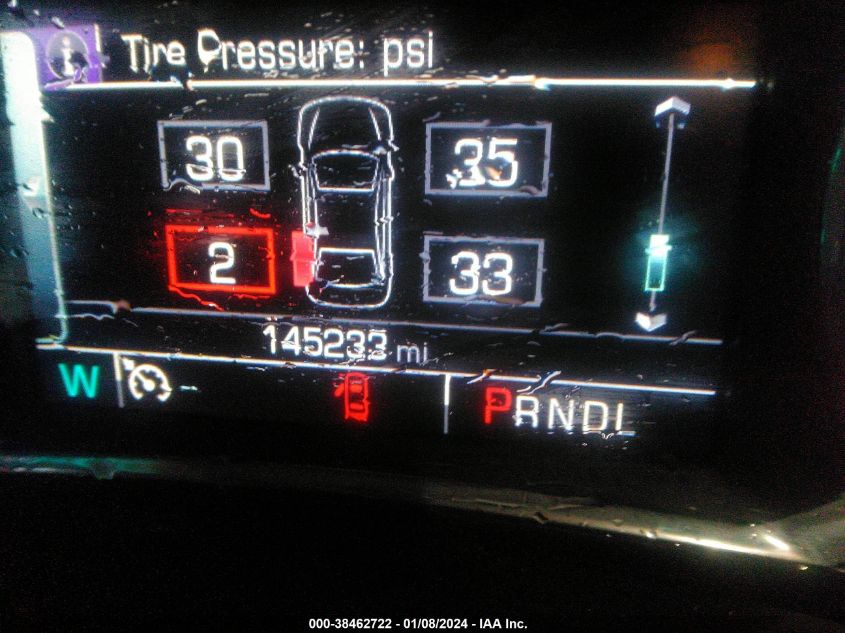 Tire Pressure: psi
30 35
2 33
145233 mi
W -- PRNDL
000-38462722 - 01/08/2024 - IAA Inc.